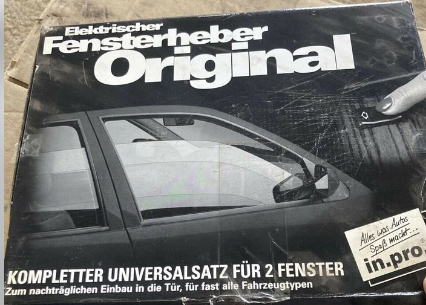 Elektrischer
Fensterheber
Original
Alles was Autos
Spaß macht...
in.pro.
KOMPLETTER UNIVERSALSATZ FÜR 2 FENSTER
Zum nachträglichen Einbau in die Tür, für fast alle Fahrzeugtypen